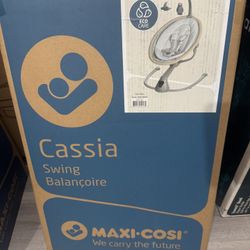 ECO
CARE
Cassia
Swing
Balançoire
MAXI-COSI®
We carry the future